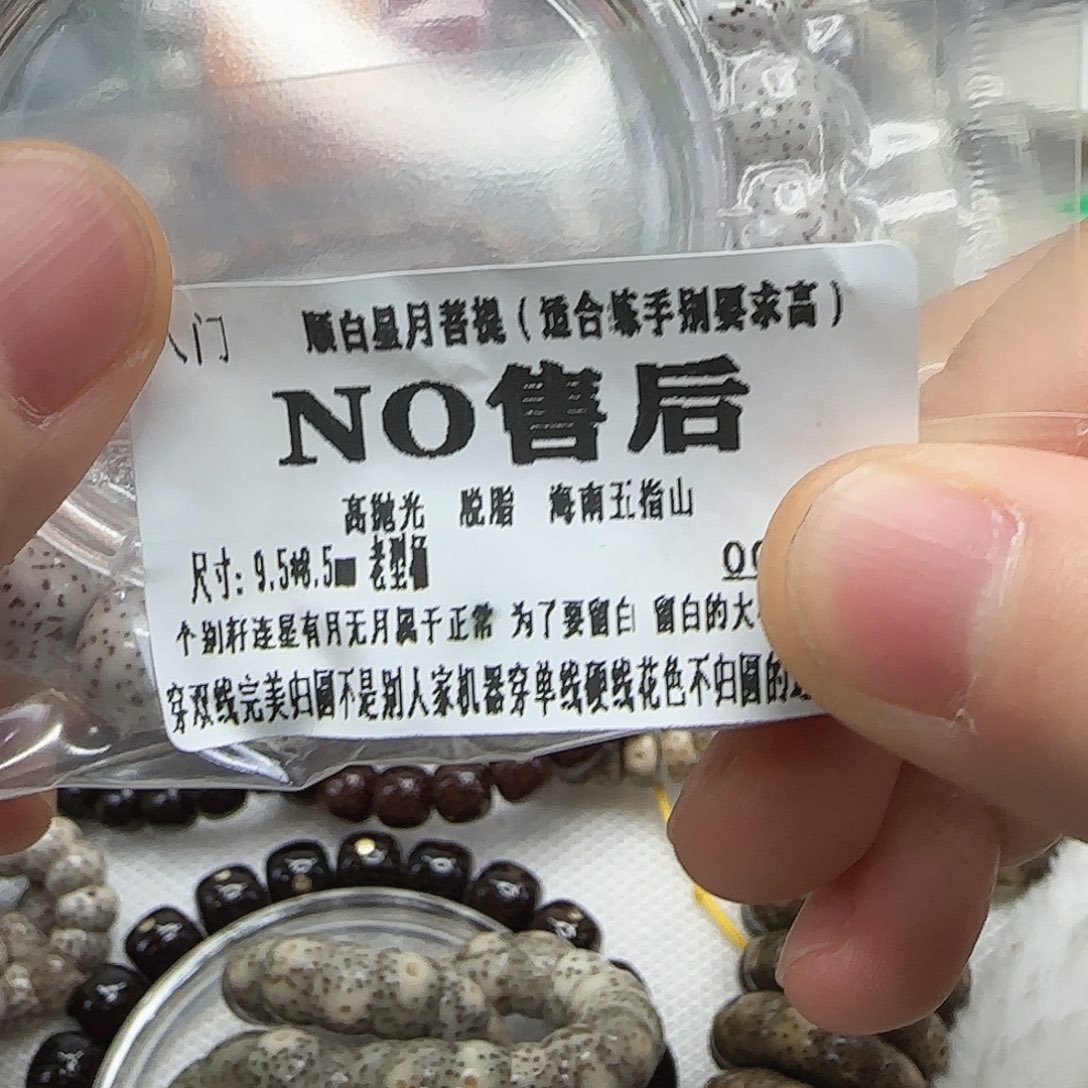 入门 顺白星月菩提（适合练手别要求高）
NO售后
高抛光 脱脂 海南五指山
尺寸：9.5*8.5mm 老型桶
个别籽连星有月无月属于正常 为了要留白 留白的大
穿双线完美归圆不是别人家机器穿单线硬线花色不归圆的